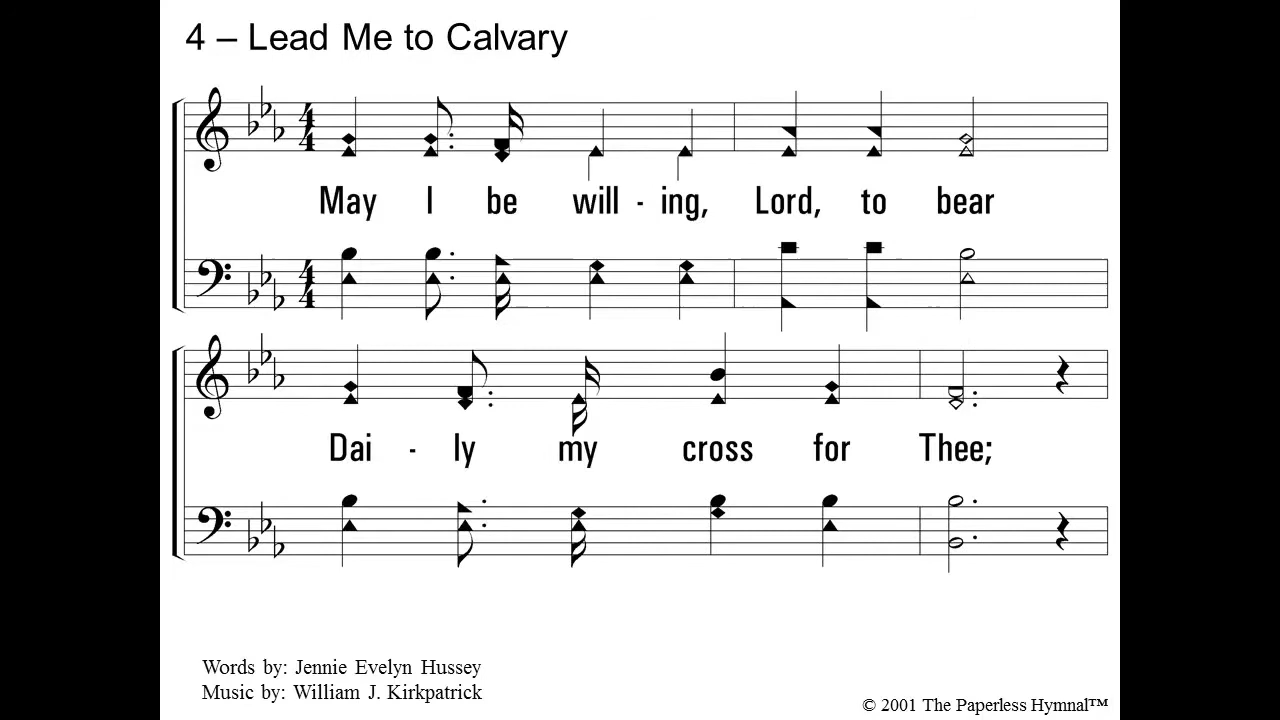 4 – Lead Me to Calvary
May I be will - ing, Lord, to bear
Dai - ly my cross for Thee;
Words by: Jennie Evelyn Hussey
Music by: William J. Kirkpatrick
© 2001 The Paperless Hymnal™